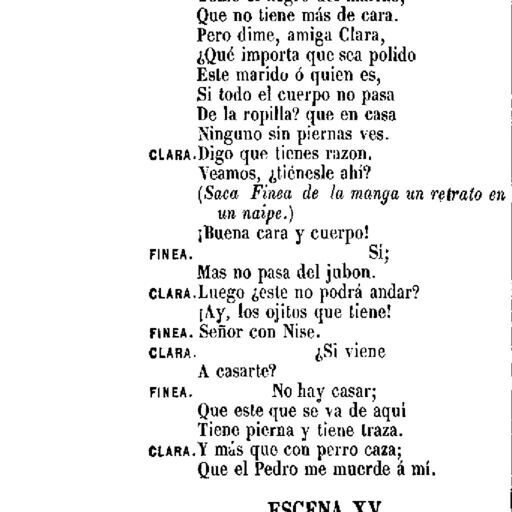 Que no tiene más de cara.
Pero dime, amiga Clara,
¿Qué importa que sea polido
Este marido ó quien es,
Si todo el cuerpo no pasa
De la ropilla? que en casa
Ninguno sin piernas ves.
CLARA. Digo que tienes razon.
Veamos, ¿tiénesle ahí?
(Saca Finea de la manga un retrato en
un naipe.)
¡Buena cara y cuerpo!
FINEA. Sí;
Mas no pasa del jubon.
CLARA. Luego ¿este no podrá andar?
¡Ay, los ojitos que tiene!
FINEA. Señor con Nise.
CLARA. ¿Si viene
A casarte?
FINEA. No hay casar;
Que este que se va de aquí
Tiene pierna y tiene traza.
CLARA. Y más que con perro caza;
Que el Pedro me muerde á mí.
ESCENA XV